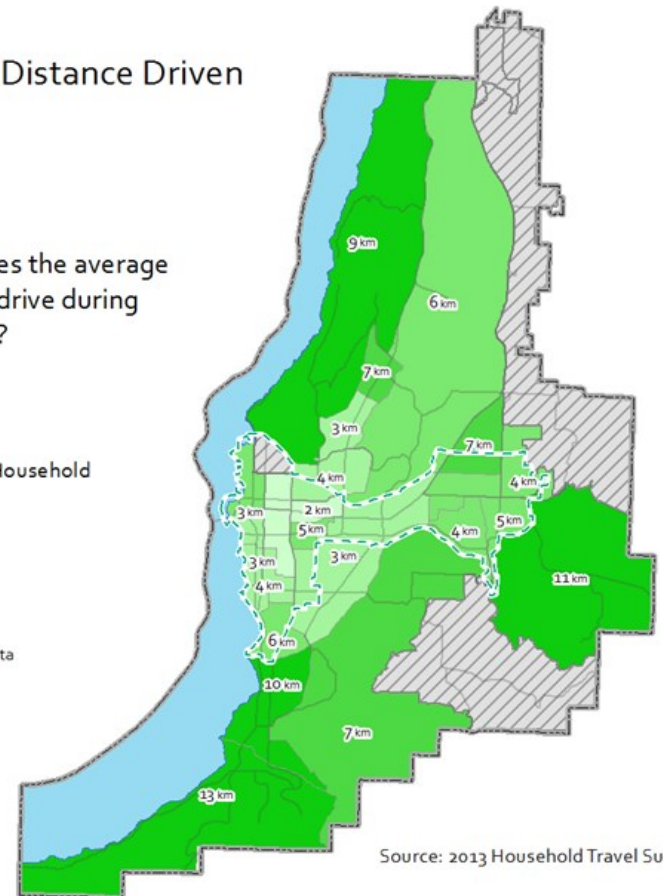 Distance Driven
es the average
drive during
?
Household
ta
9 km
6 km
7 km
3 km
7 km
4 km
4 km
3 km
2 km
5 km
5 km
4 km
3 km
3 km
11 km
4 km
6 km
10 km
7 km
13 km
Source: 2013 Household Travel Su